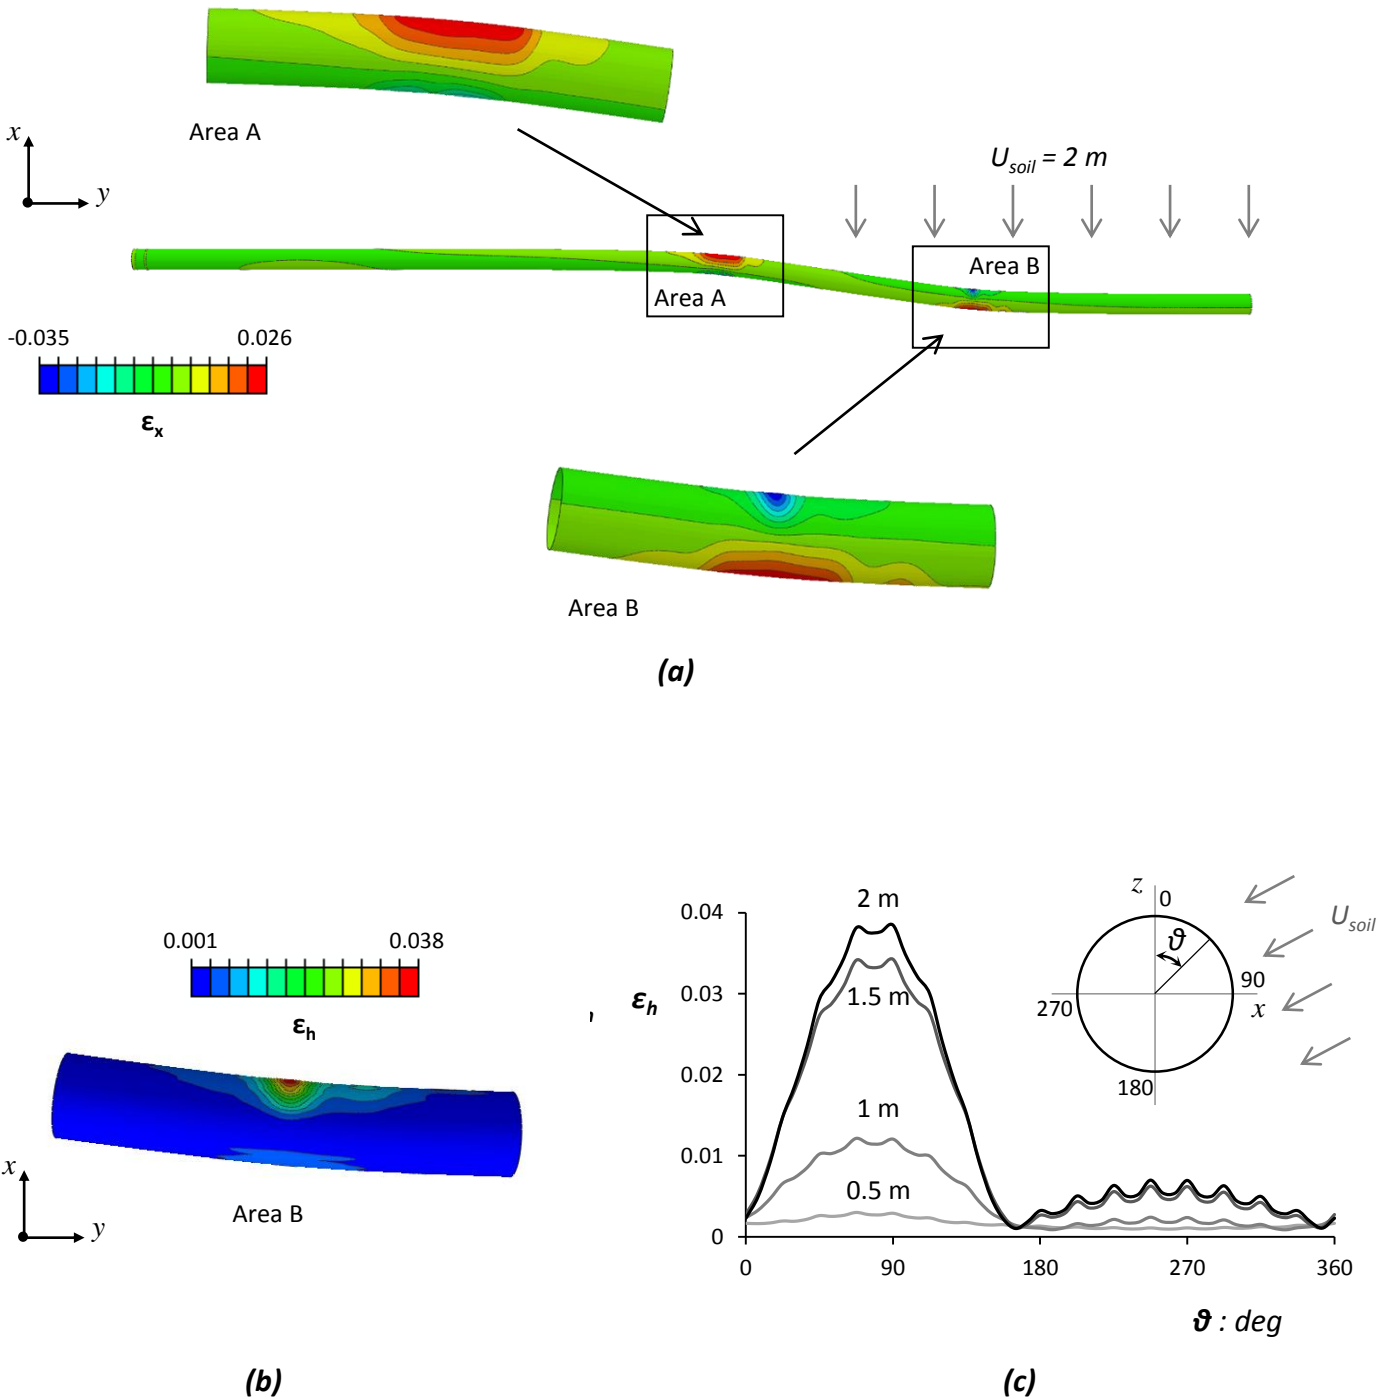 Area A
x
y
U_soil = 2 m
Area B
Area A
-0.035 0.026
ε_x
Area B
(a)
0.001 0.038
ε_h
x
y
Area B
(b)
, ε_h
0.04
0.03
0.02
0.01
0
2 m
1.5 m
1 m
0.5 m
0 90 180 270 360
ϑ : deg
z
0
ϑ
90
x
270
180
U_soil
(c)